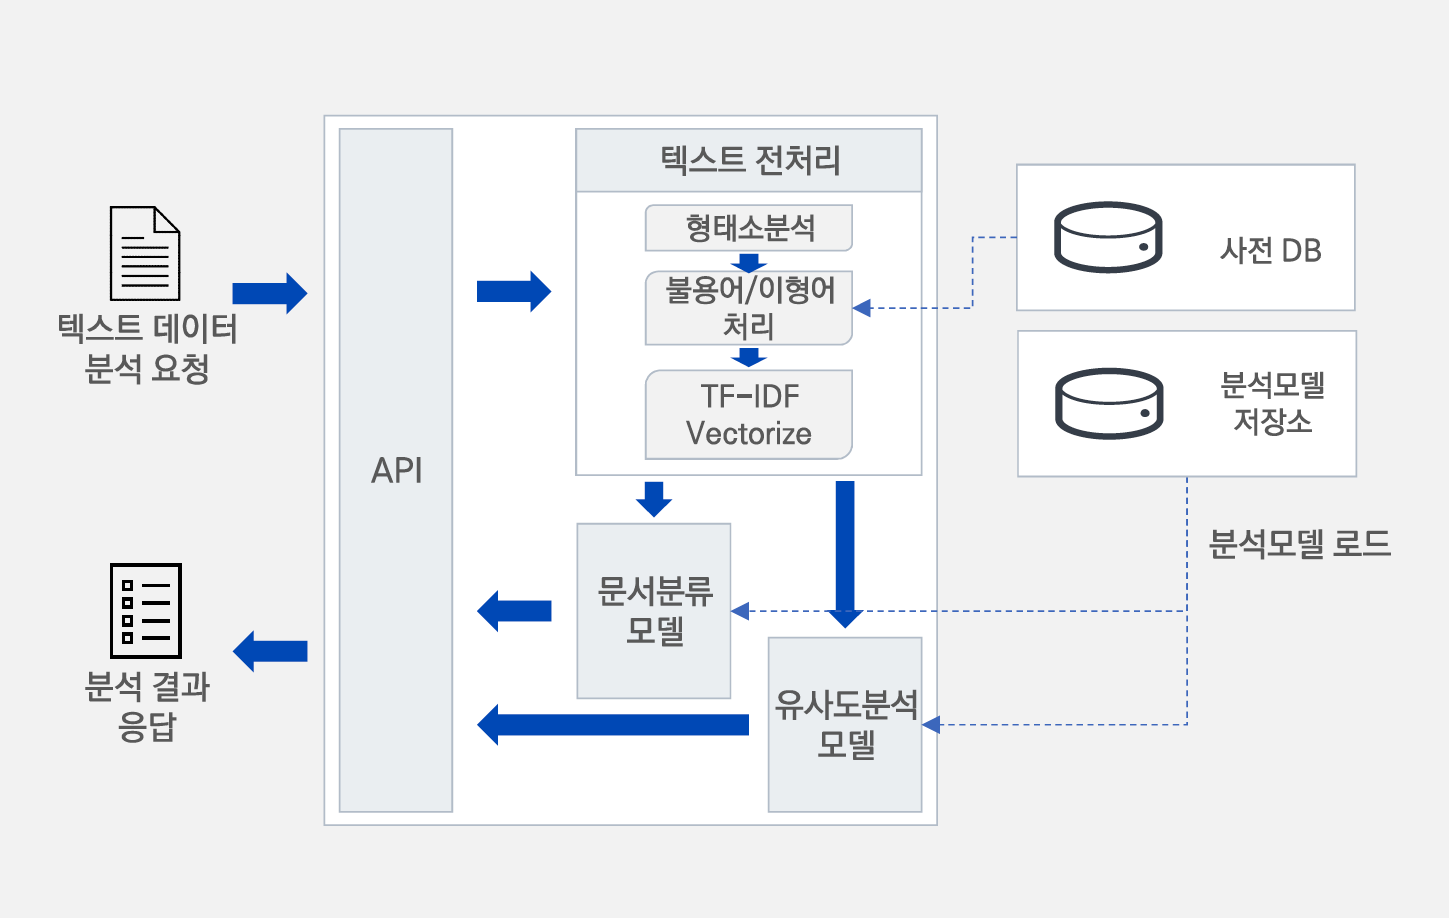 텍스트 데이터
분석 요청
분석 결과
응답
API
텍스트 전처리
형태소분석
불용어/이형어
처리
TF-IDF
Vectorize
문서분류
모델
유사도분석
모델
사전 DB
분석모델
저장소
분석모델 로드